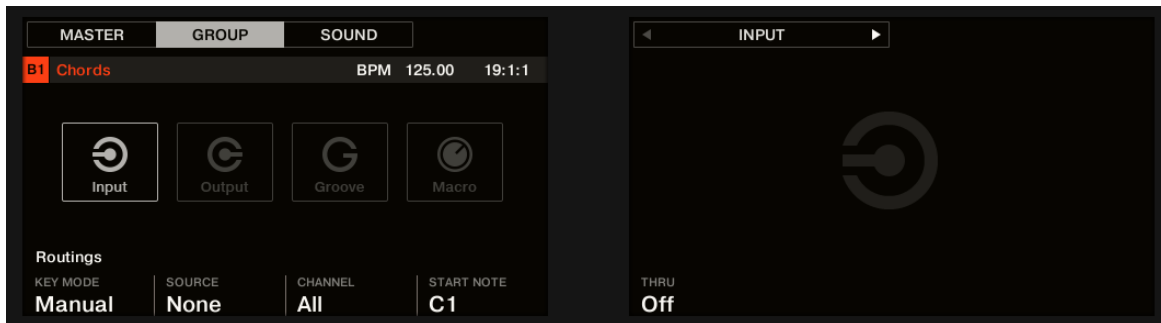 MASTER GROUP SOUND
B1 Chords BPM 125.00 19:1:1
Input Output Groove Macro
Routings
KEY MODE SOURCE CHANNEL START NOTE
Manual None All C1
INPUT
THRU
Off